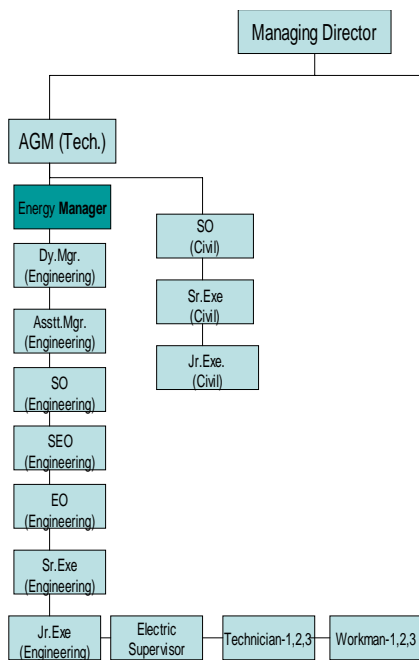 Managing Director
AGM (Tech.)
Energy Manager
Dy.Mgr.
(Engineering)
Asstt.Mgr.
(Engineering)
SO
(Engineering)
SEO
(Engineering)
EO
(Engineering)
Sr.Exe
(Engineering)
Jr.Exe
(Engineering)
Electric
Supervisor
Technician-1,2,3
Workman-1,2,3
SO
(Civil)
Sr.Exe
(Civil)
Jr.Exe.
(Civil)